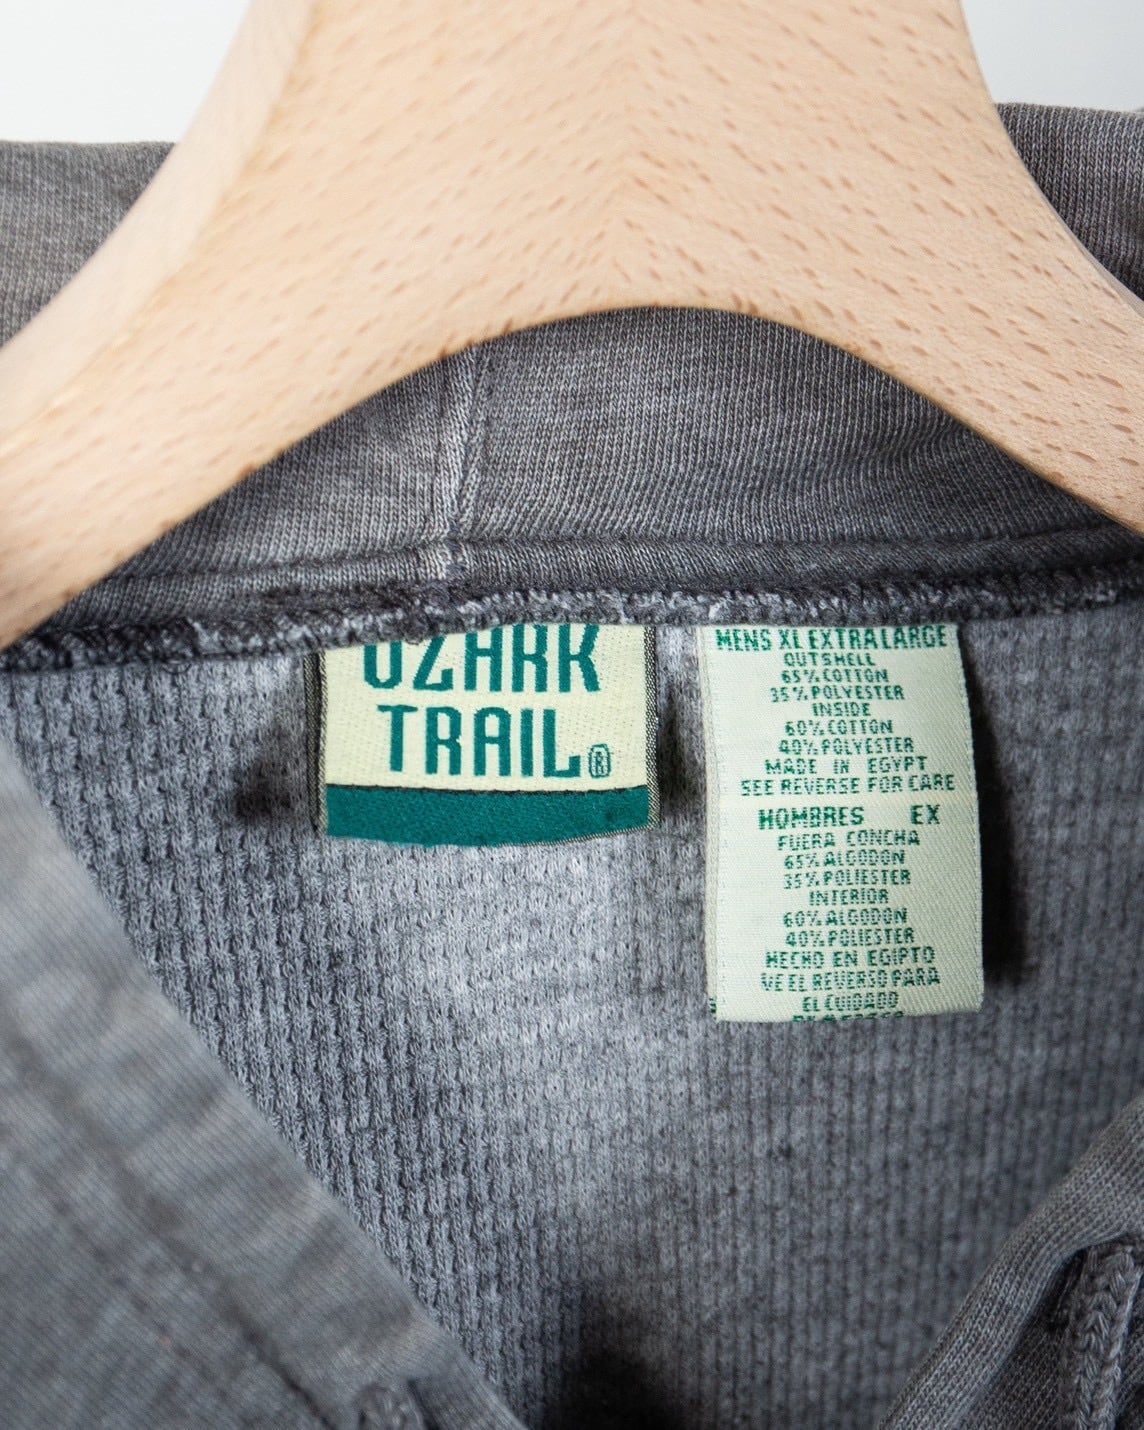 OZARK
TRAIL®
MENS XL EXTRA LARGE
OUTSHELL
65% COTTON
35% POLYESTER
INSIDE
60% COTTON
40% POLYESTER
MADE IN EGYPT
SEE REVERSE FOR CARE
HOMBRES EX
FUERA CONCHA
65% ALGODON
35% POLIESTER
INTERIOR
60% ALGODON
40% POLIESTER
HECHO EN EGIPTO
VE EL REVERSO PARA
EL CUIDADO